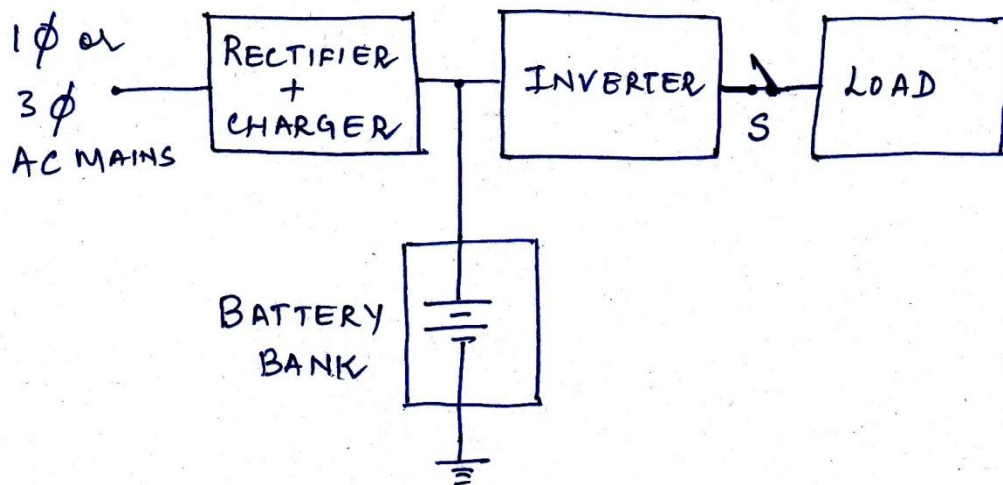 1ϕ or
3ϕ
AC MAINS
RECTIFIER
+
CHARGER
INVERTER
S
LOAD
BATTERY
BANK